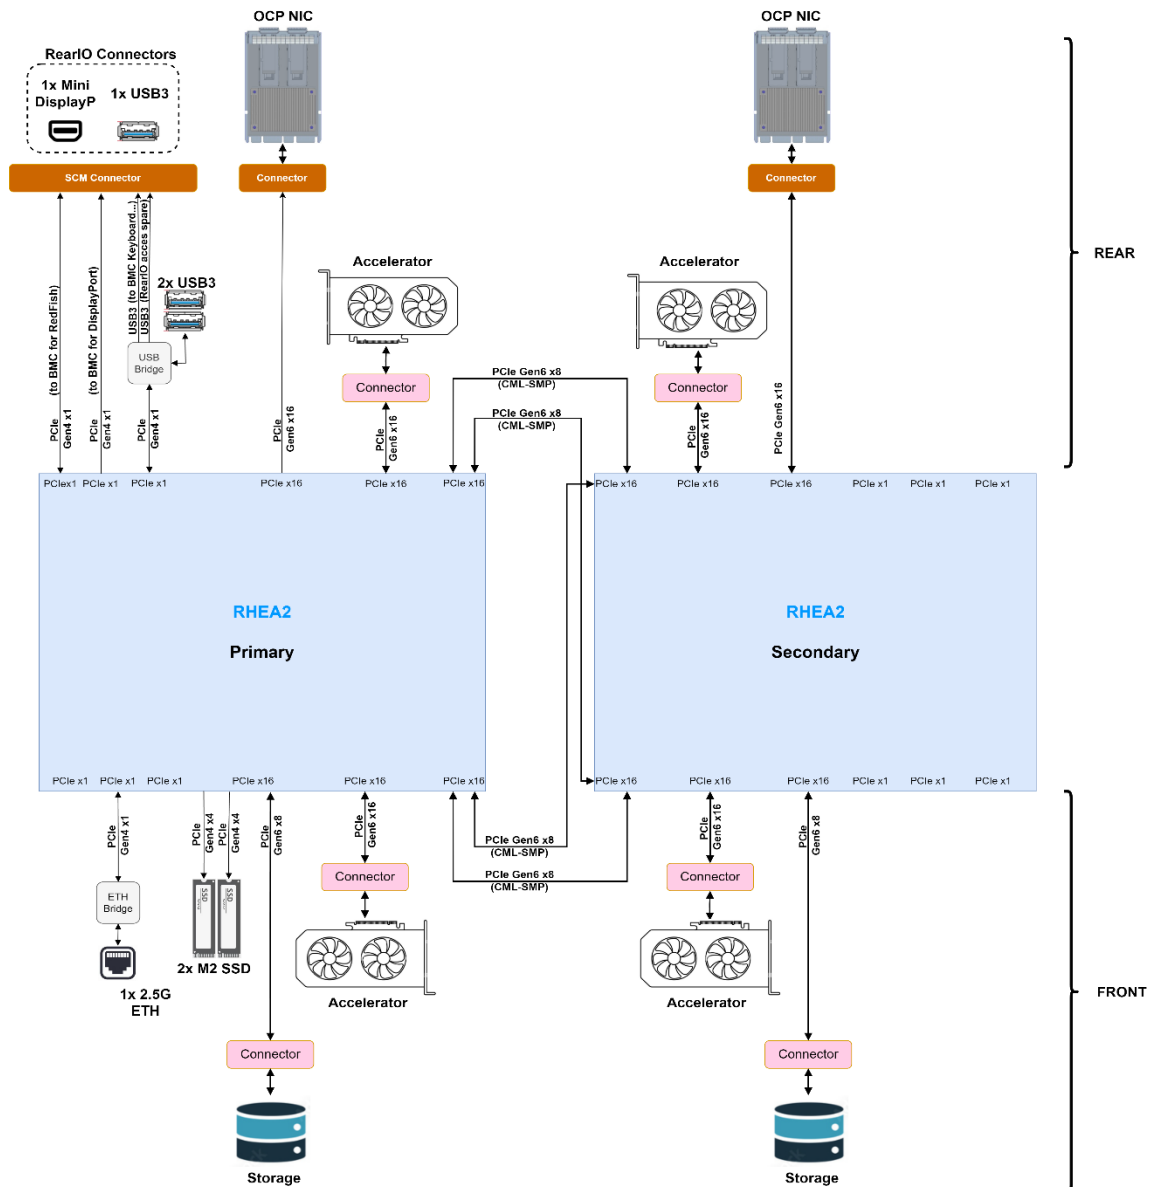 OCP NIC
OCP NIC
RearIO Connectors
1x Mini
DisplayP
1x USB3
SCM Connector
Connector
Connector
REAR
PCIe
Gen4 x1
(to BMC for RedFish)
PCIe
Gen4 x1
(to BMC for DisplayPort)
USB3 (to BMC Keyboard...)
USB3 (RearIO acces spare)
2x USB3
USB
Bridge
PCIe
Gen4 x1
PCIe
Gen6 x16
Accelerator
Connector
PCIe
Gen6 x16
PCIe Gen6 x8
(CML-SMP)
PCIe Gen6 x8
(CML-SMP)
Accelerator
Connector
PCIe
Gen6 x16
PCIe Gen6 x16
PCIex1
PCIe x1
PCIe x1
PCIe x16
PCIe x16
PCIe x16
PCIe x16
PCIe x16
PCIe x16
PCIe x1
PCIe x1
PCIe x1
RHEA2
Primary
RHEA2
Secondary
PCIe x1
PCIe x1
PCIe x1
PCIe x16
PCIe x16
PCIe x16
PCIe x16
PCIe x16
PCIe x16
PCIe x1
PCIe x1
PCIe x1
PCIe
Gen4 x1
PCIe
Gen4 x4
PCIe
Gen4 x4
PCIe
Gen6 x8
PCIe
Gen6 x16
PCIe Gen6 x8
(CML-SMP)
PCIe Gen6 x8
(CML-SMP)
PCIe
Gen6 x16
PCIe
Gen6 x8
ETH
Bridge
SSD
SSD
Connector
Connector
2x M2 SSD
1x 2.5G
ETH
Accelerator
Accelerator
FRONT
Connector
Connector
Storage
Storage